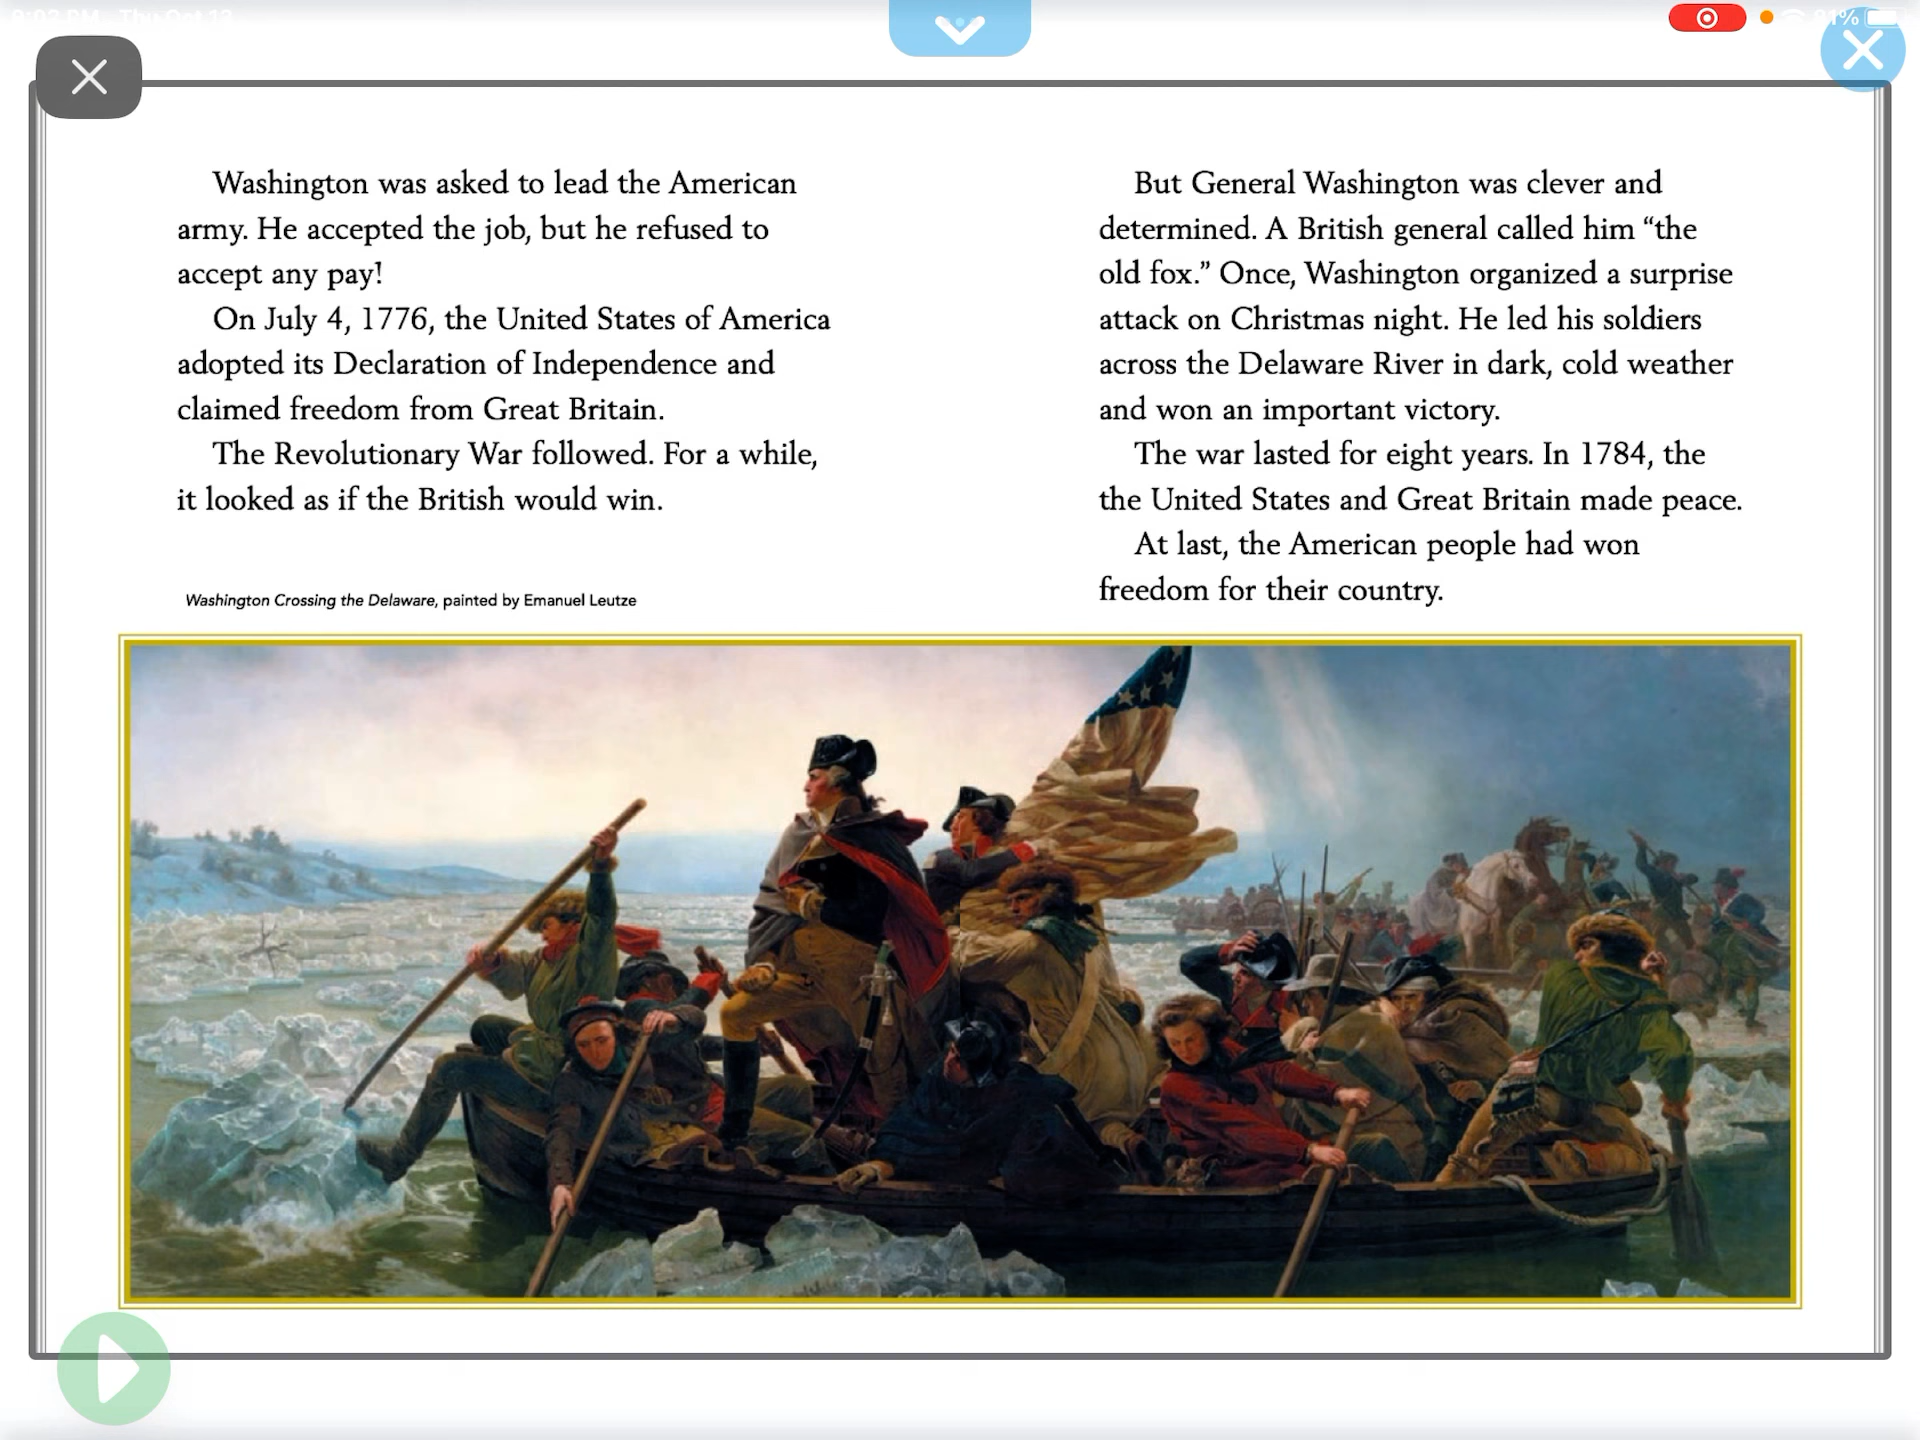 Washington was asked to lead the American
army. He accepted the job, but he refused to
accept any pay!
On July 4, 1776, the United States of America
adopted its Declaration of Independence and
claimed freedom from Great Britain.
The Revolutionary War followed. For a while,
it looked as if the British would win.
Washington Crossing the Delaware, painted by Emanuel Leutze
But General Washington was clever and
determined. A British general called him “the
old fox.” Once, Washington organized a surprise
attack on Christmas night. He led his soldiers
across the Delaware River in dark, cold weather
and won an important victory.
The war lasted for eight years. In 1784, the
the United States and Great Britain made peace.
At last, the American people had won
freedom for their country.